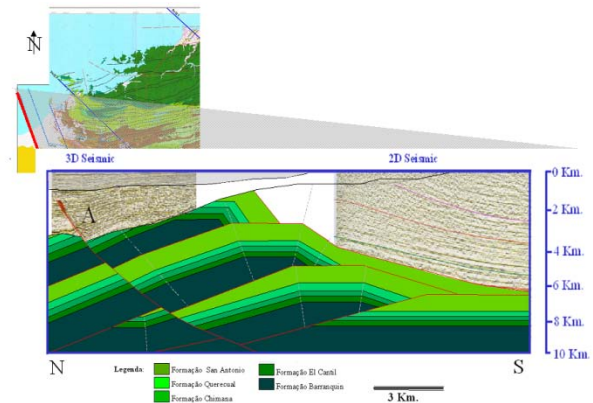 N
3D Seismic
2D Seismic
A
0 Km.
2 Km.
4 Km.
6 Km.
8 Km.
10 Km.
N
S
Legenda:
Formação San Antonio
Formação El Cantil
Formação Querecual
Formação Barranquin
Formação Chimana
3 Km.